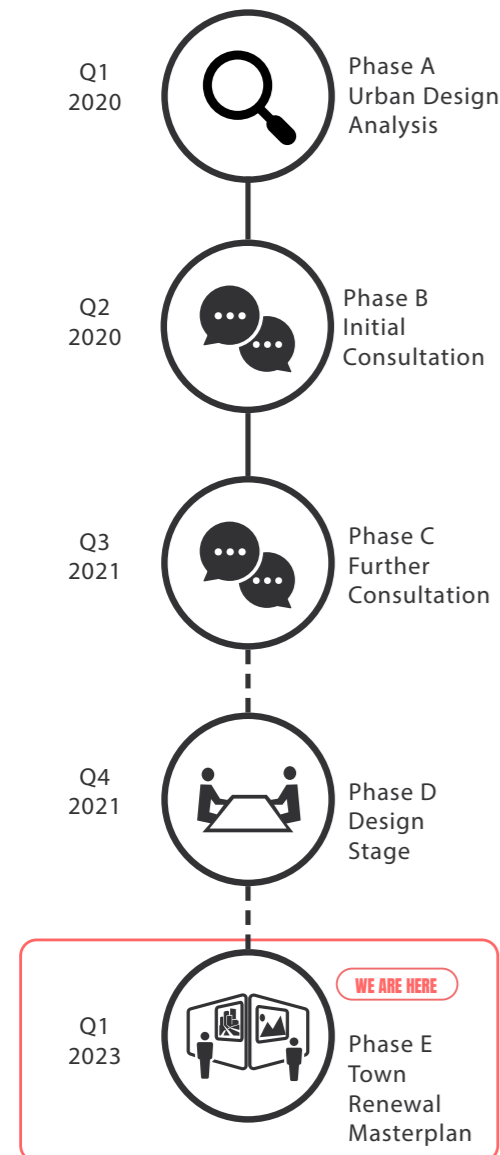 Q1
2020
Phase A
Urban Design
Analysis
Q2
2020
Phase B
Initial
Consultation
Q3
2021
Phase C
Further
Consultation
Q4
2021
Phase D
Design
Stage
WE ARE HERE
Q1
2023
Phase E
Town
Renewal
Masterplan